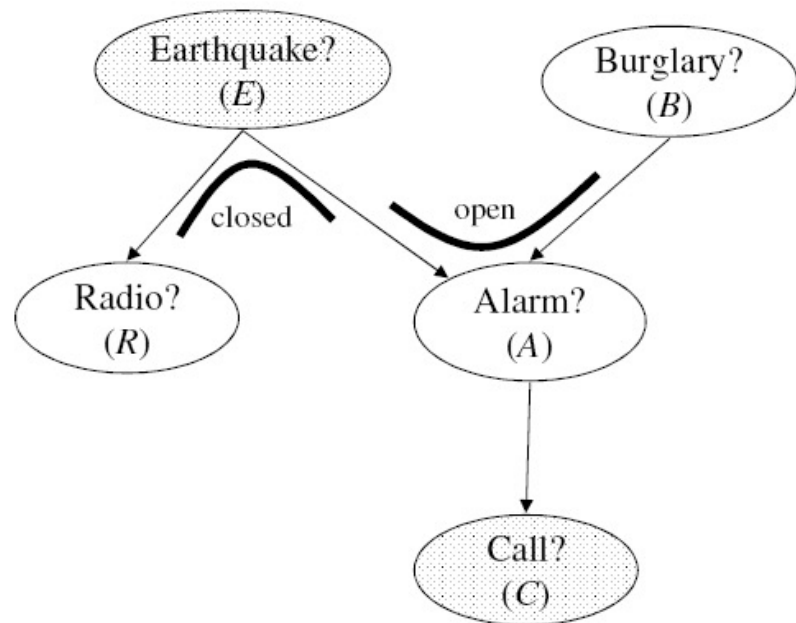 Earthquake?
(E)
Burglary?
(B)
closed
open
Radio?
(R)
Alarm?
(A)
Call?
(C)